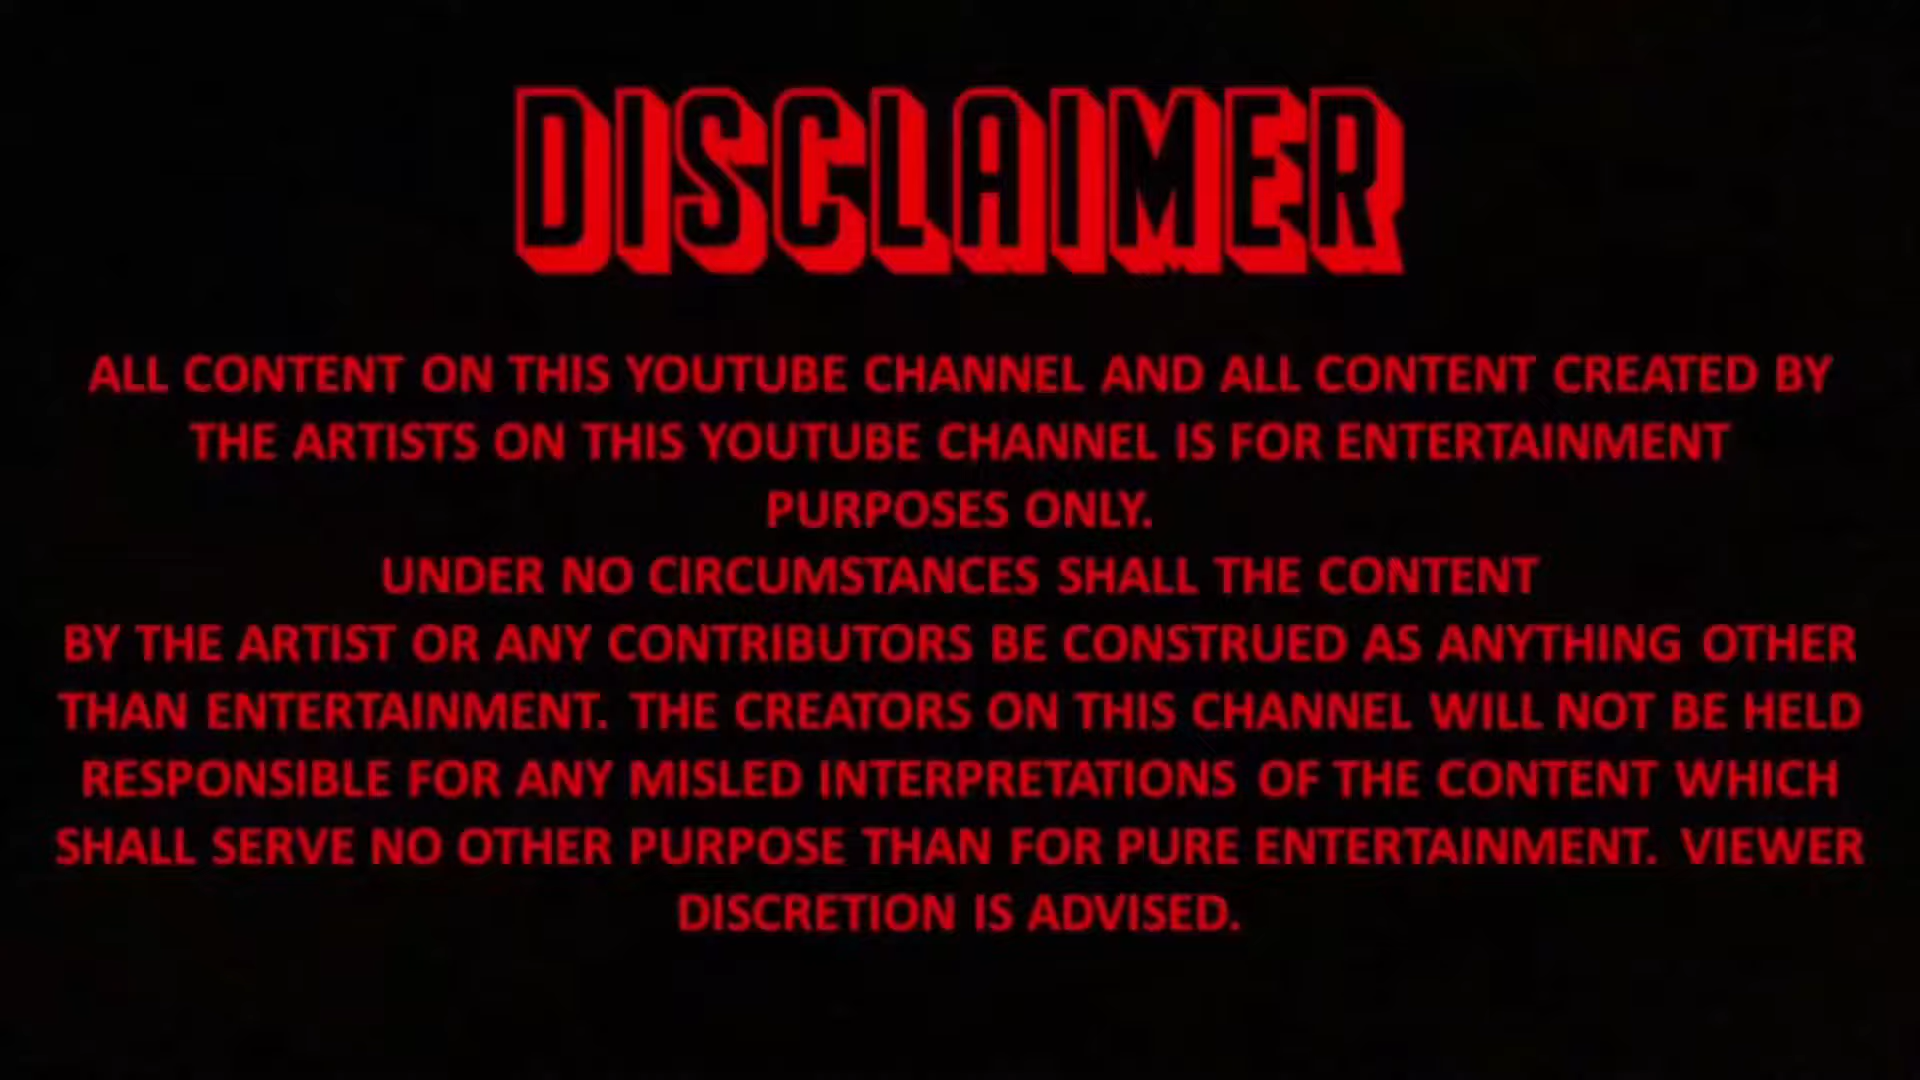 DISCLAIMER
ALL CONTENT ON THIS YOUTUBE CHANNEL AND ALL CONTENT CREATED BY
THE ARTISTS ON THIS YOUTUBE CHANNEL IS FOR ENTERTAINMENT
PURPOSES ONLY.
UNDER NO CIRCUMSTANCES SHALL THE CONTENT
BY THE ARTIST OR ANY CONTRIBUTORS BE CONSTRUED AS ANYTHING OTHER
THAN ENTERTAINMENT. THE CREATORS ON THIS CHANNEL WILL NOT BE HELD
RESPONSIBLE FOR ANY MISLED INTERPRETATIONS OF THE CONTENT WHICH
SHALL SERVE NO OTHER PURPOSE THAN FOR PURE ENTERTAINMENT. VIEWER
DISCRETION IS ADVISED.